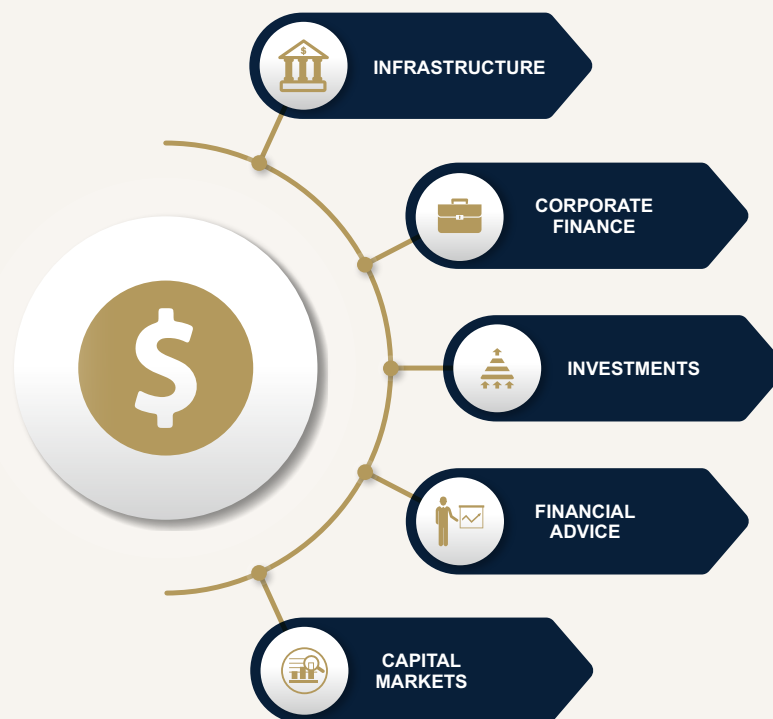 $
INFRASTRUCTURE
CORPORATE
FINANCE
$
INVESTMENTS
FINANCIAL
ADVICE
CAPITAL
MARKETS